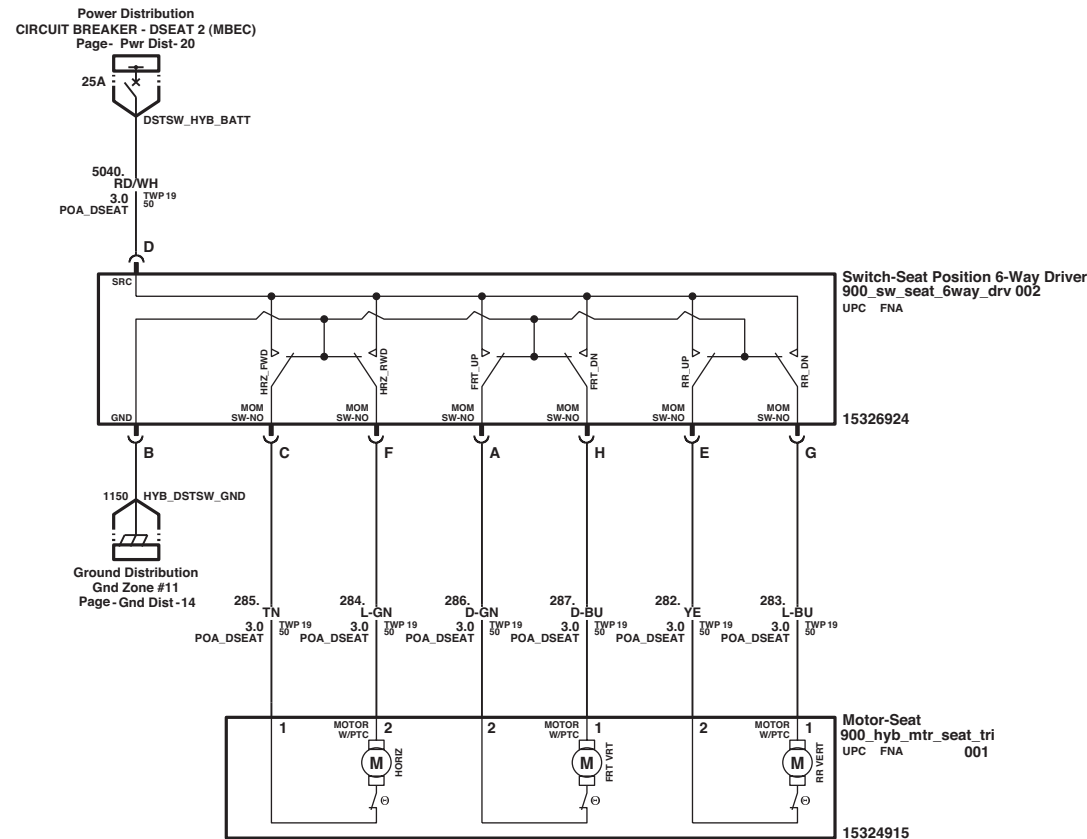 Power Distribution
CIRCUIT BREAKER - DSEAT 2 (MBEC)
Page- Pwr Dist-20
25A
DSTSW_HYB_BATT
5040.
RD/WH
3.0
TWP 19
50
POA_DSEAT
D
SRC
Switch-Seat Position 6-Way Driver
900_sw_seat_6way_drv 002
UPC FNA
HRZ_FWD
HRZ_RWD
FRT_UP
FRT_DN
RR_UP
RR_DN
GND
MOM
SW-NO
MOM
SW-NO
MOM
SW-NO
MOM
SW-NO
MOM
SW-NO
MOM
SW-NO
15326924
B
C
F
A
H
E
G
1150
HYB_DSTSW_GND
Ground Distribution
Gnd Zone #11
Page-Gnd Dist-14
285.
TN
3.0
TWP 19
50
POA_DSEAT
284.
L-GN
3.0
TWP 19
50
POA_DSEAT
286.
D-GN
3.0
TWP 19
50
POA_DSEAT
287.
D-BU
3.0
TWP 19
50
POA_DSEAT
282.
YE
3.0
TWP 19
50
POA_DSEAT
283.
L-BU
3.0
TWP 19
50
POA_DSEAT
1
MOTOR
W/PTC
2
2
MOTOR
W/PTC
1
2
MOTOR
W/PTC
1
M
HORIZ
Θ
M
FRT VRT
Θ
M
RR VERT
Θ
Motor-Seat
900_hyb_mtr_seat_tri
UPC FNA
001
15324915